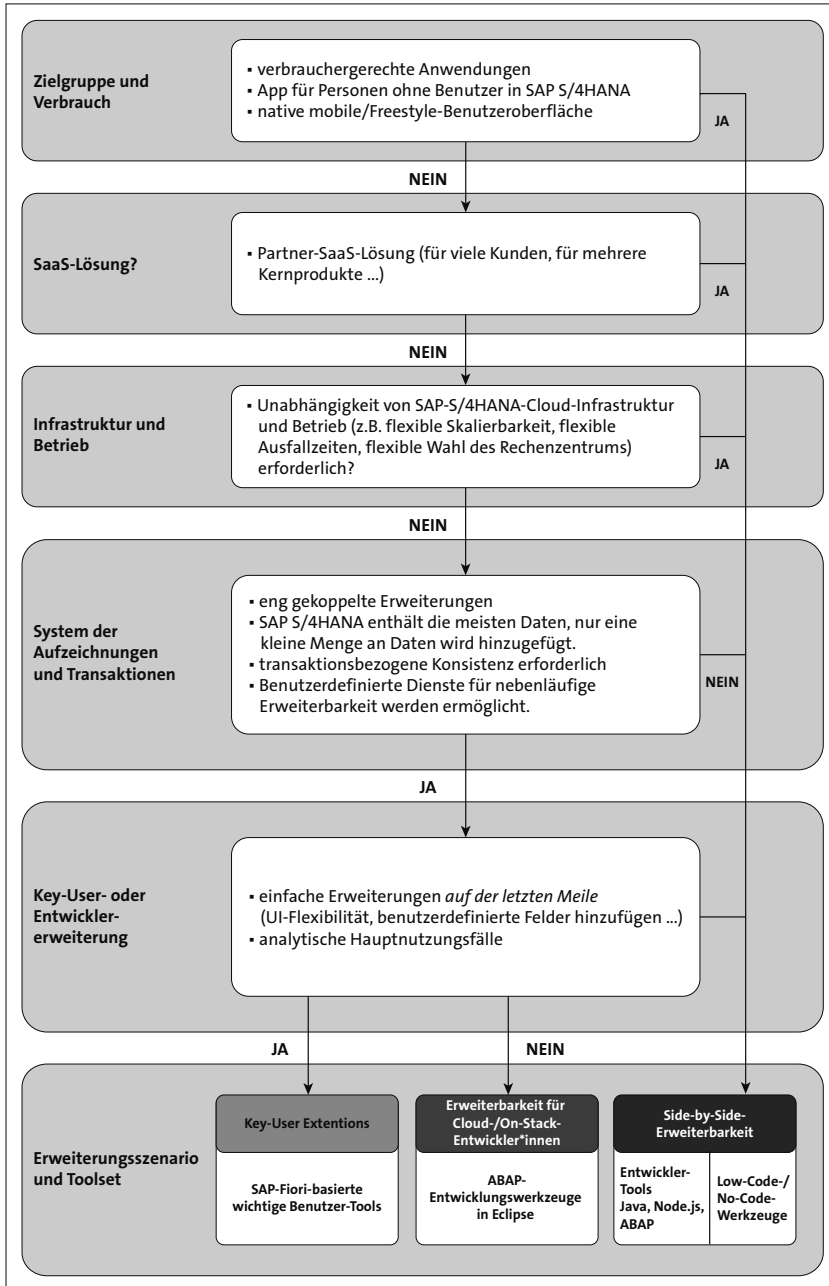 Zielgruppe und
Verbrauch
▪ verbrauchergerechte Anwendungen
▪ App für Personen ohne Benutzer in SAP S/4HANA
▪ native mobile/Freestyle-Benutzeroberfläche
JA
NEIN
SaaS-Lösung?
▪ Partner-SaaS-Lösung (für viele Kunden, für mehrere
Kernprodukte ...)
JA
NEIN
Infrastruktur und
Betrieb
▪ Unabhängigkeit von SAP-S/4HANA-Cloud-Infrastruktur
und Betrieb (z.B. flexible Skalierbarkeit, flexible
Ausfallzeiten, flexible Wahl des Rechenzentrums)
erforderlich?
JA
NEIN
System der
Aufzeichnungen
und Transaktionen
▪ eng gekoppelte Erweiterungen
▪ SAP S/4HANA enthält die meisten Daten, nur eine
kleine Menge an Daten wird hinzugefügt.
▪ transaktionsbezogene Konsistenz erforderlich
▪ Benutzerdefinierte Dienste für nebenläufige
Erweiterbarkeit werden ermöglicht.
NEIN
JA
Key-User- oder
Entwickler-
erweiterung
▪ einfache Erweiterungen auf der letzten Meile
(UI-Flexibilität, benutzerdefinierte Felder hinzufügen ...)
▪ analytische Hauptnutzungsfälle
JA
NEIN
Erweiterungsszenario
und Toolset
Key-User Extentions
SAP-Fiori-basierte
wichtige Benutzer-Tools
Erweiterbarkeit für
Cloud-/On-Stack-
Entwickler*innen
ABAP-
Entwicklungswerkzeuge
in Eclipse
Side-by-Side-
Erweiterbarkeit
Entwickler-
Tools
Java, Node.js,
ABAP
Low-Code-/
No-Code-
Werkzeuge